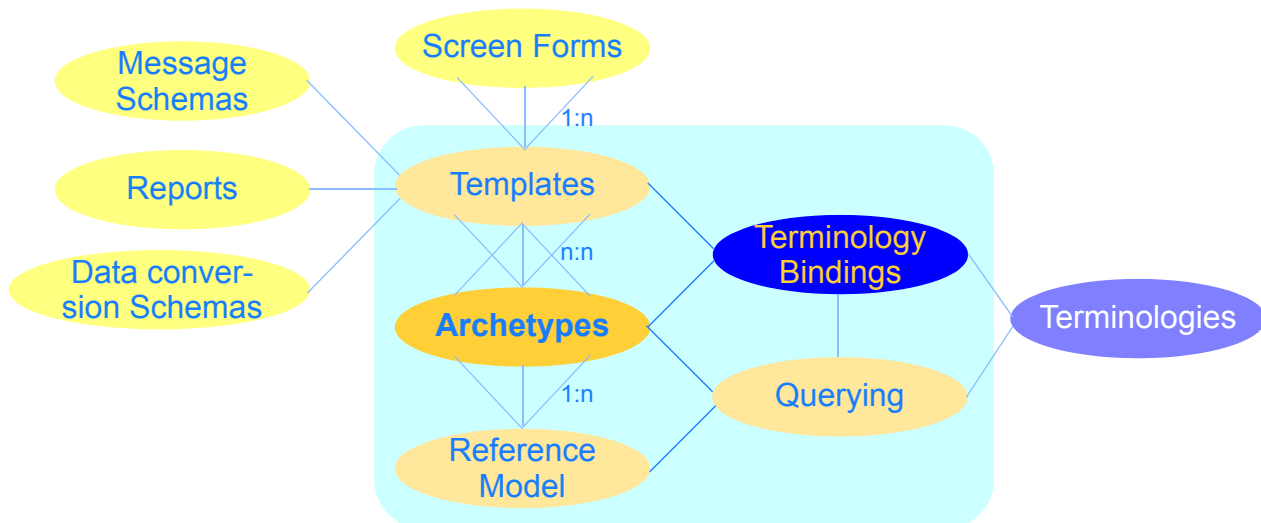 Screen Forms
Message
Schemas
1:n
Templates
Reports
Terminology
Bindings
n:n
Data conver-
sion Schemas
Archetypes
Terminologies
1:n
Querying
Reference
Model